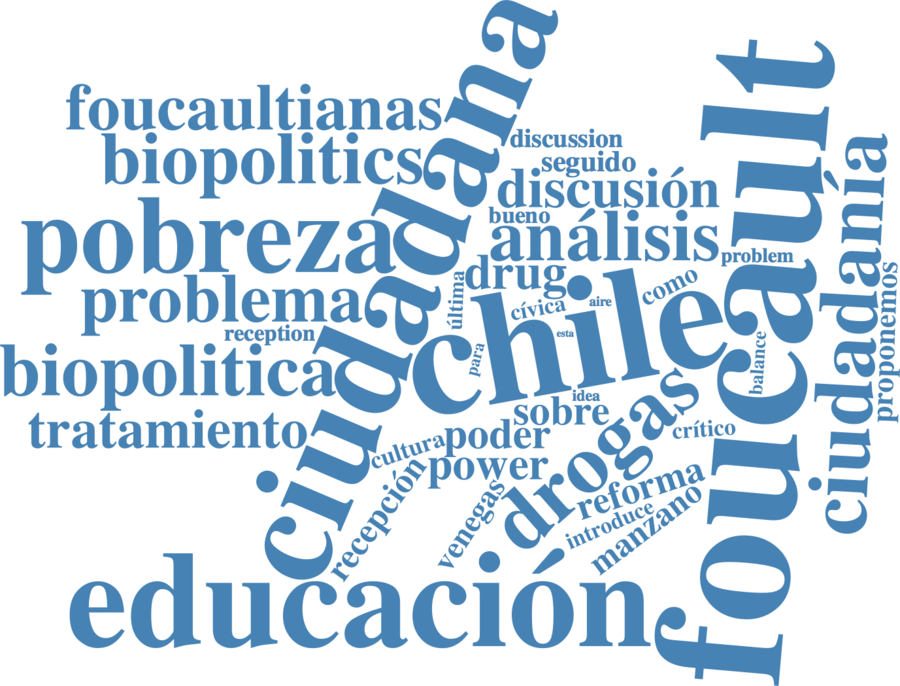 ciudadana
foucault
foucaultianas
discussion
biopolitics
seguido
discusión
ciudadanía
bueno
pobreza
análisis
problem
drug
problema
última
cívica
aire
como
proponemos
reception
chile
esta
biopolitica
para
balance
idea
sobre
tratamiento
poder
crítico
cultura
power
drogas
recepción
venegas
reforma
introduce
manzano
educación